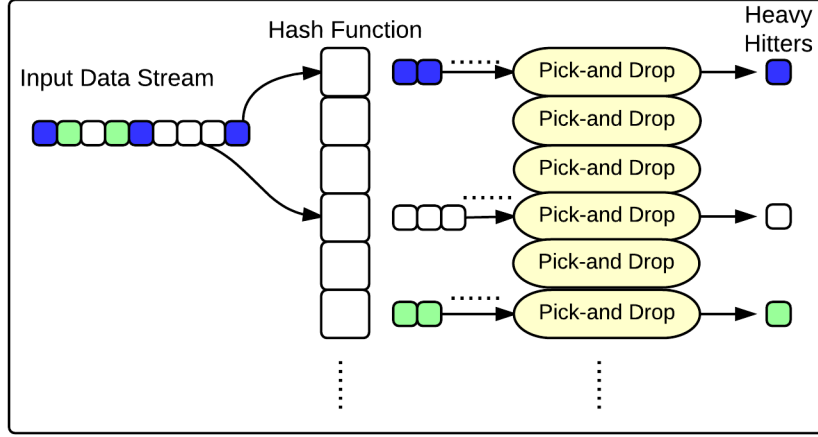 Hash Function
Heavy
Hitters
Input Data Stream
Pick-and Drop
Pick-and Drop
Pick-and Drop
Pick-and Drop
Pick-and Drop
Pick-and Drop